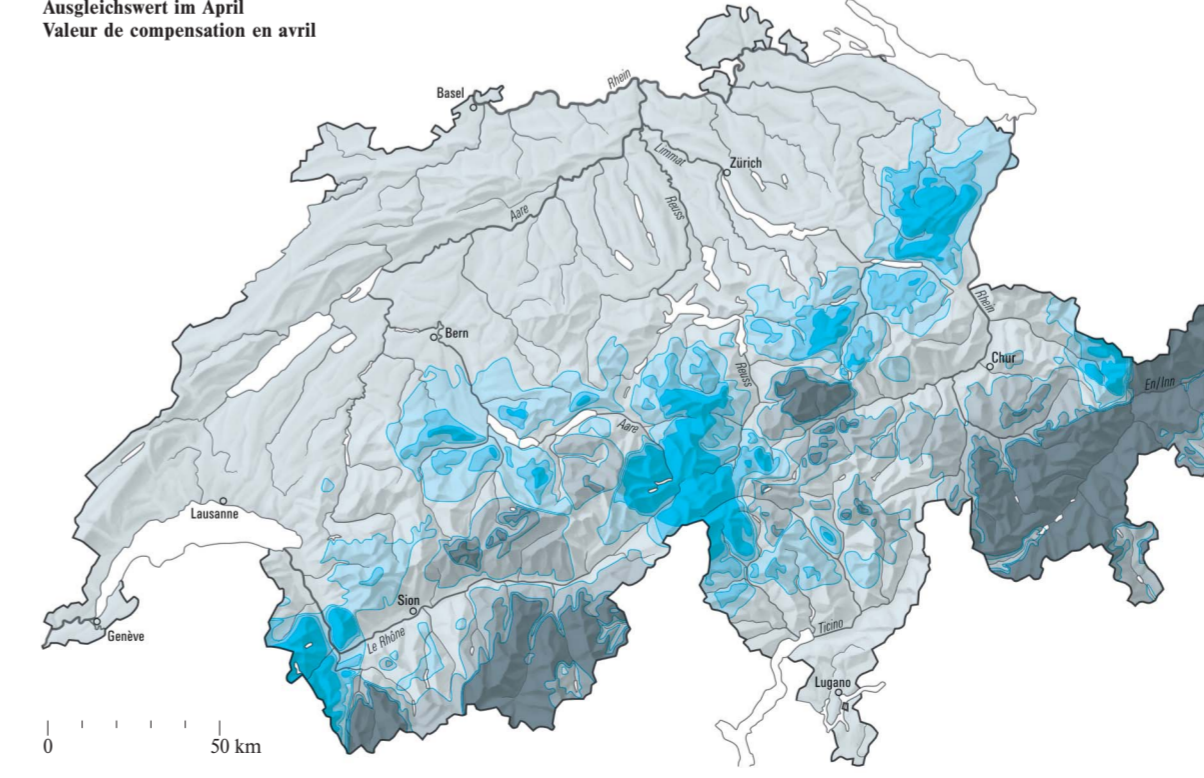 Ausgleichswert im April
Valeur de compensation en avril
Rhein
Basel
Limmat
Zürich
Aare
Reuss
Rhein
Bern
Chur
Reuss
En/Inn
Aare
Lausanne
Sion
Genève
Le Rhône
Ticino
Lugano
0 50 km